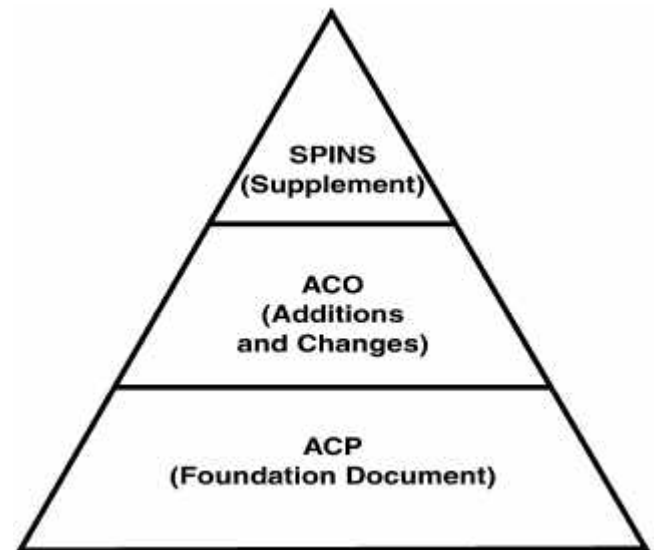 SPINS
(Supplement)
ACO
(Additions
and Changes)
ACP
(Foundation Document)